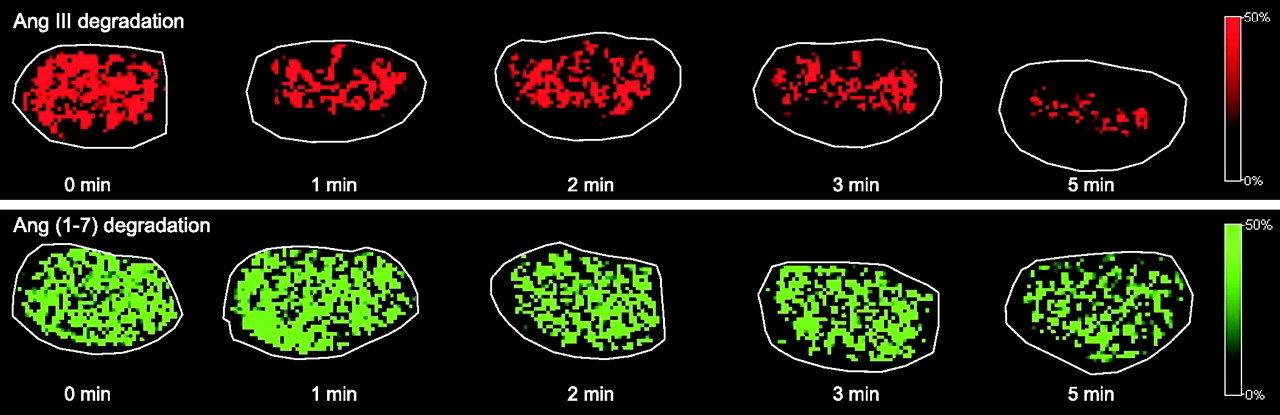 Ang III degradation
50%
0%
0 min
1 min
2 min
3 min
5 min
Ang (1-7) degradation
50%
0%
0 min
1 min
2 min
3 min
5 min